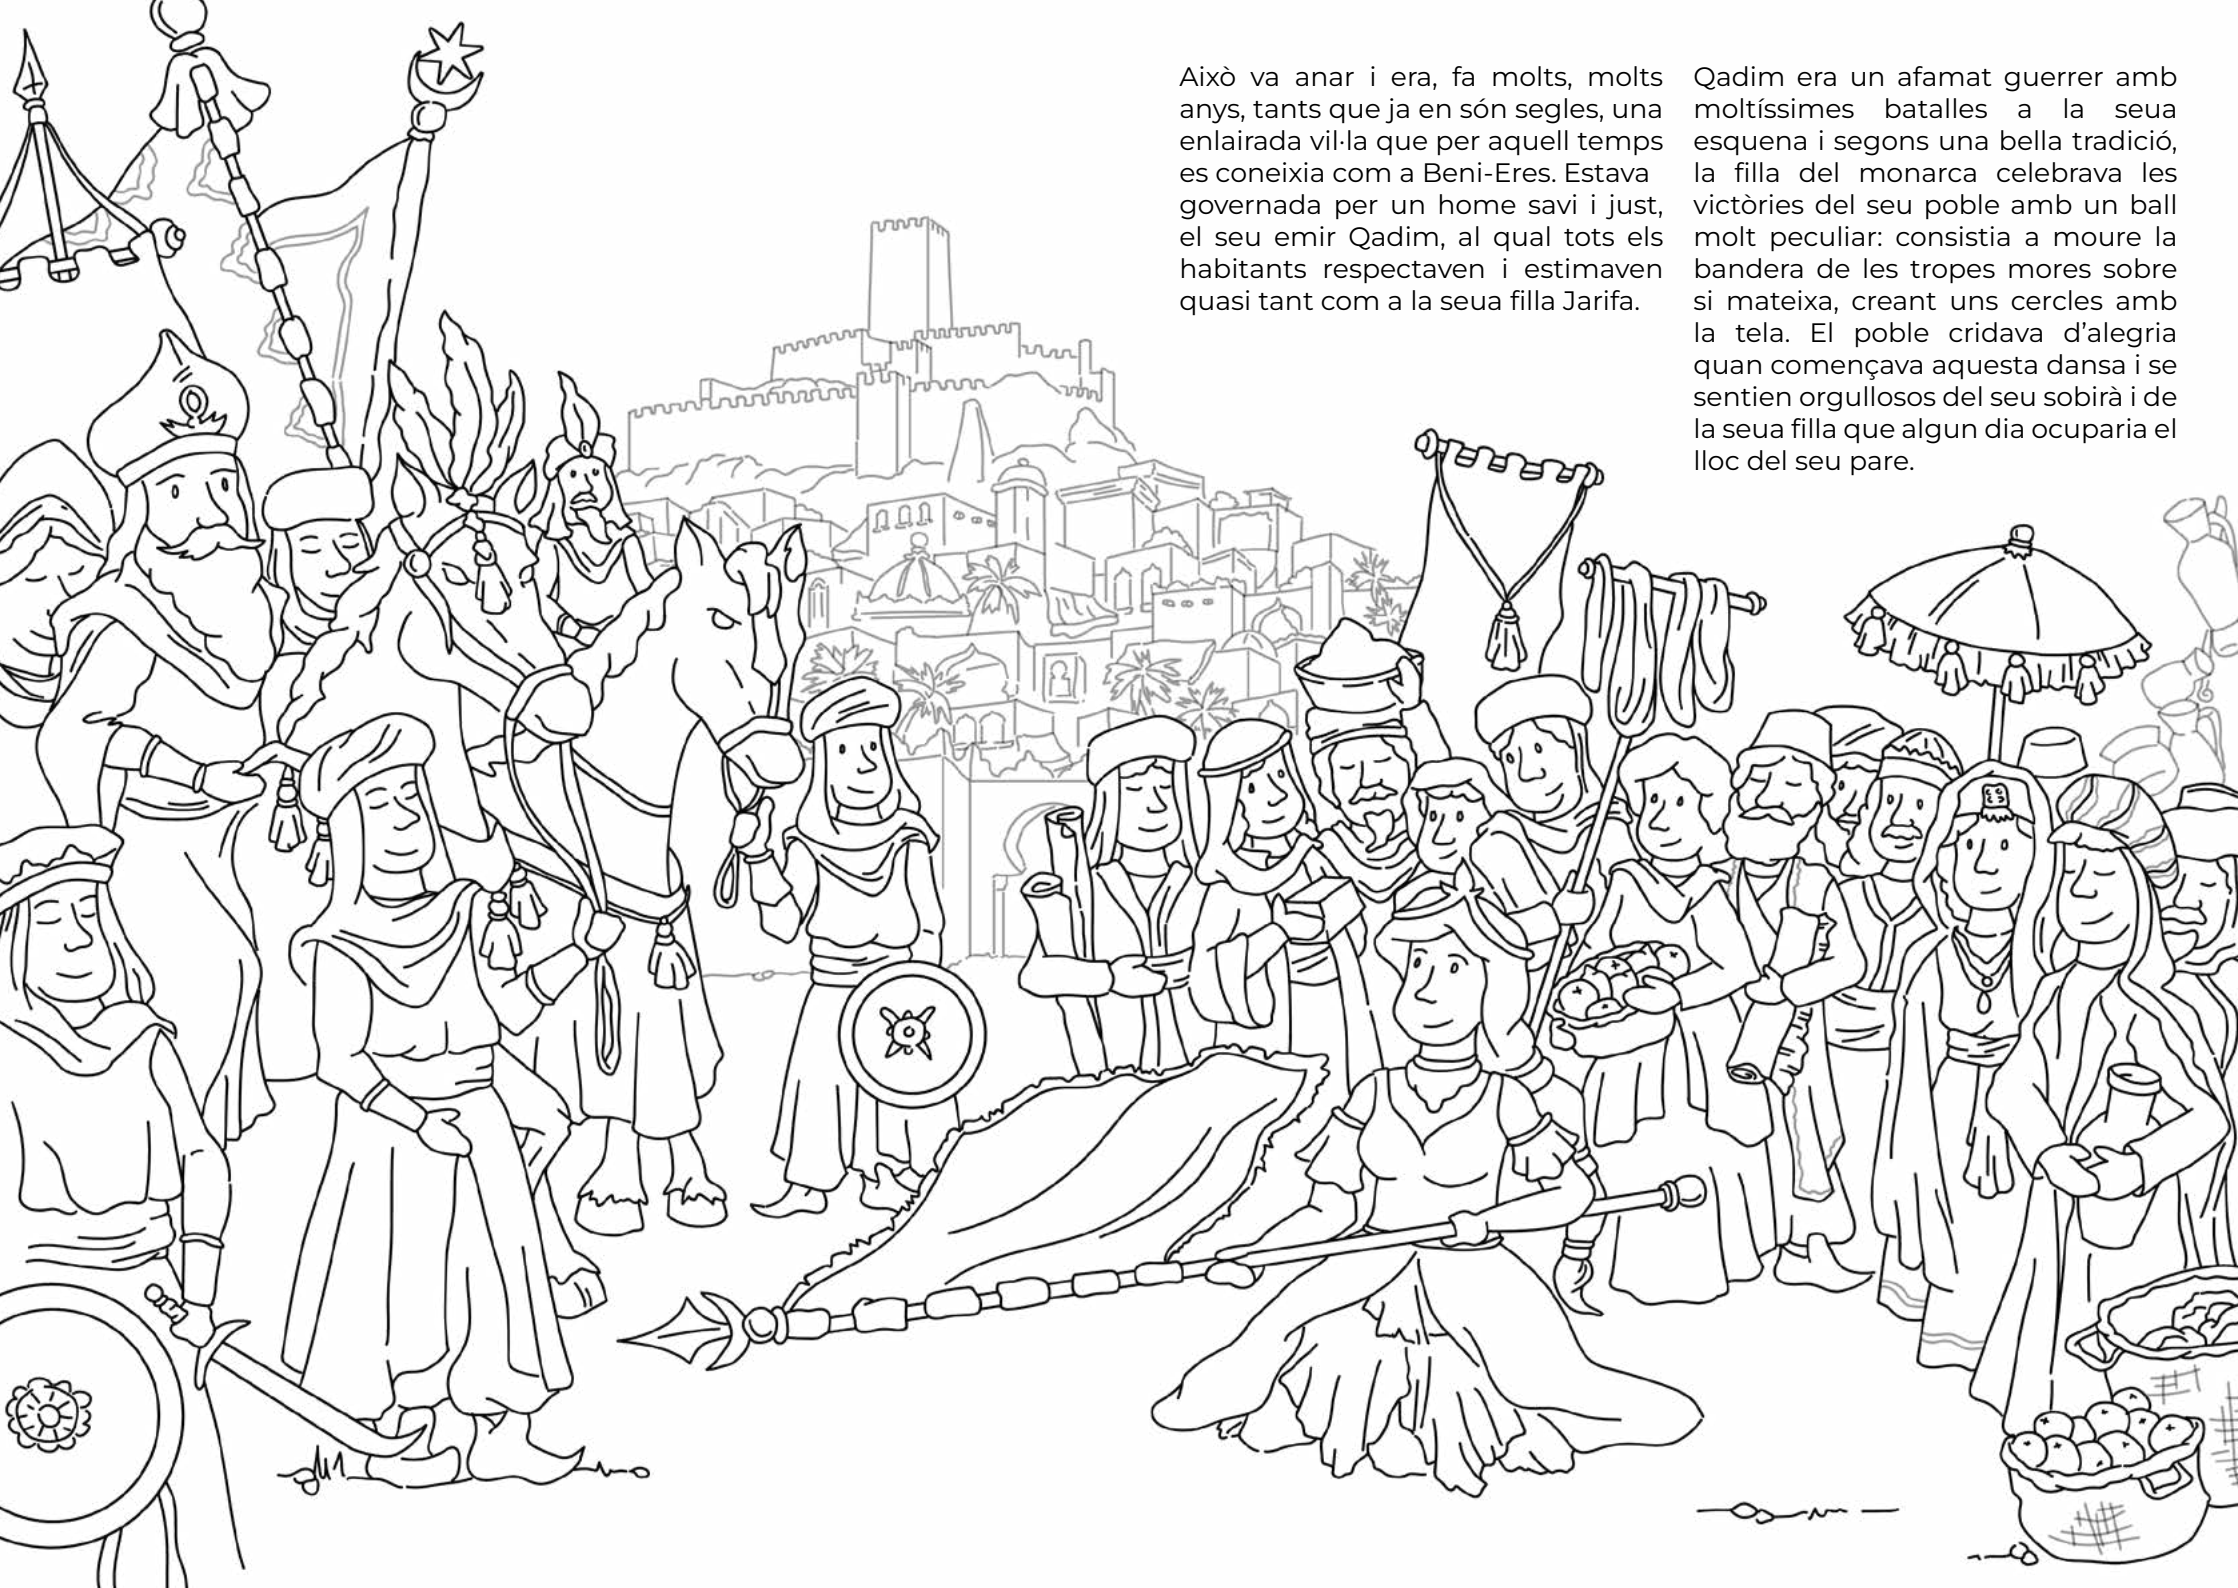 Això va anar i era, fa molts, molts
anys, tants que ja en són segles, una
enlairada vil·la que per aquell temps
es coneixia com a Beni-Eres. Estava
governada per un home savi i just,
el seu emir Qadim, al qual tots els
habitants respectaven i estimaven
quasi tant com a la seua filla Jarifa.
Qadim era un afamat guerrer amb
moltíssimes batalles a la seua
esquena i segons una bella tradició,
la filla del monarca celebrava les
victòries del seu poble amb un ball
molt peculiar: consistia a moure la
bandera de les tropes mores sobre
si mateixa, creant uns cercles amb
la tela. El poble cridava d’alegria
quan començava aquesta dansa i se
sentien orgullosos del seu sobirà i de
la seua filla que algun dia ocuparia el
lloc del seu pare.